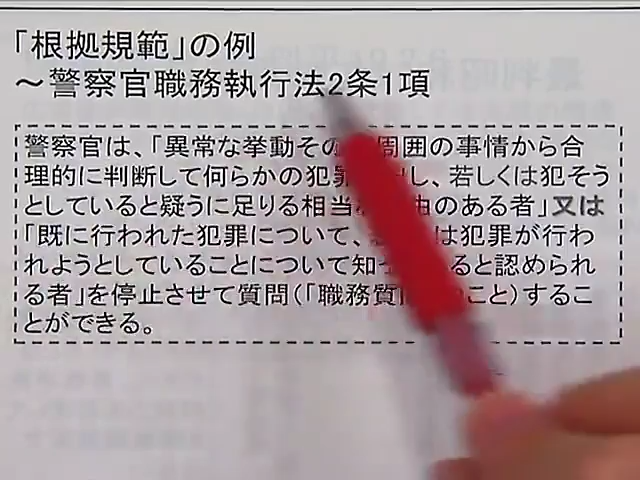 「根拠規範」の例
～警察官職務執行法2条1項
警察官は、「異常な挙動その 周囲の事情から合
理的に判断して何らかの犯罪 し、若しくは犯そう
としていると疑うに足りる相当な 由のある者」又は
「既に行われた犯罪について、 は犯罪が行わ
れようとしていることについて知っ ると認められ
る者」を停止させて質問(「職務質 こと)するこ
とができる。